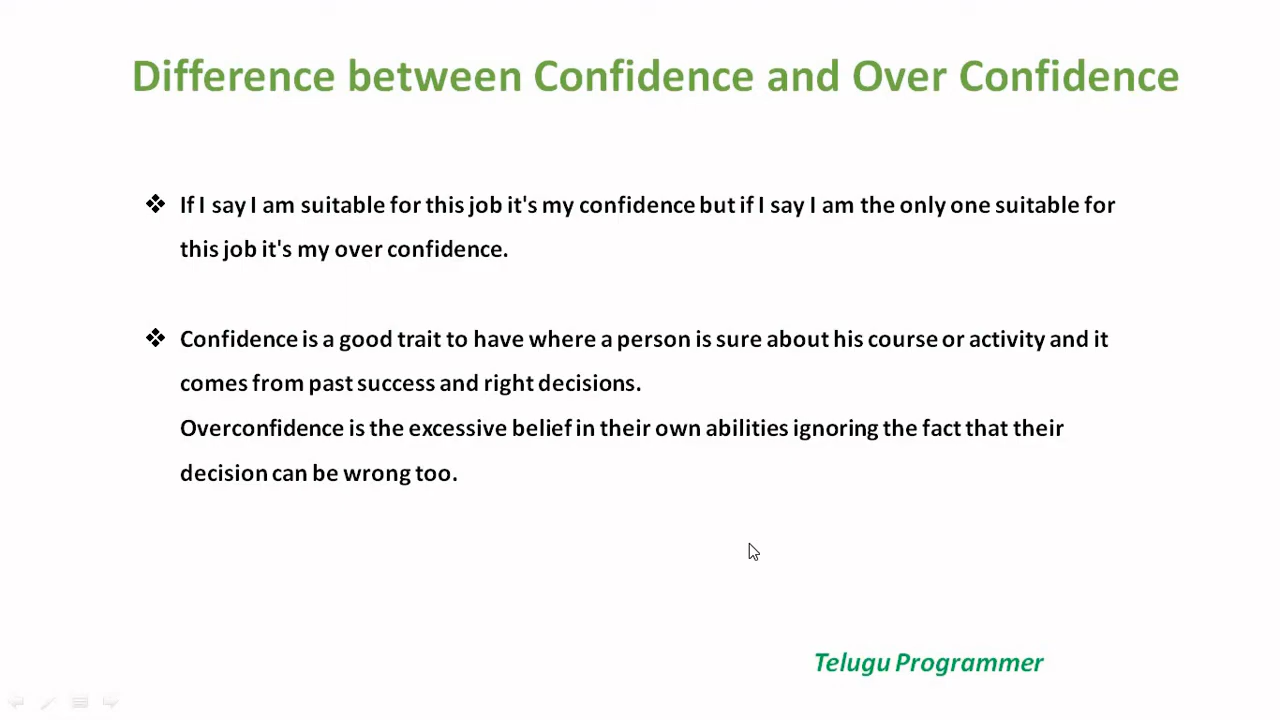 Difference between Confidence and Over Confidence
❖ If I say I am suitable for this job it's my confidence but if I say I am the only one suitable for
this job it's my over confidence.
❖ Confidence is a good trait to have where a person is sure about his course or activity and it
comes from past success and right decisions.
Overconfidence is the excessive belief in their own abilities ignoring the fact that their
decision can be wrong too.
Telugu Programmer